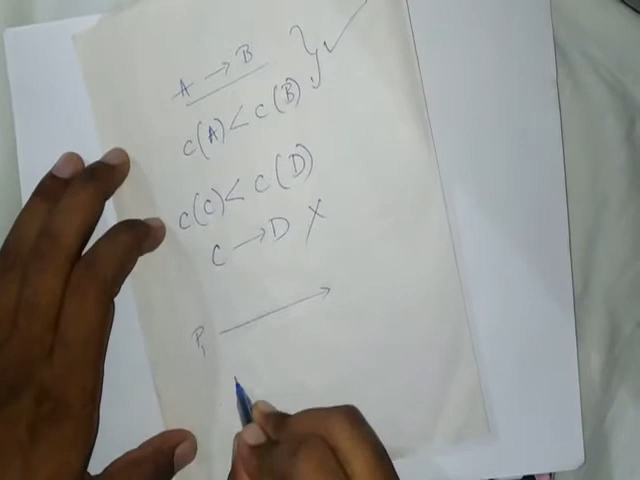 A → B } ✓
C(A) < C(B)
C(C) < C(D)
C → D X
P₁ →